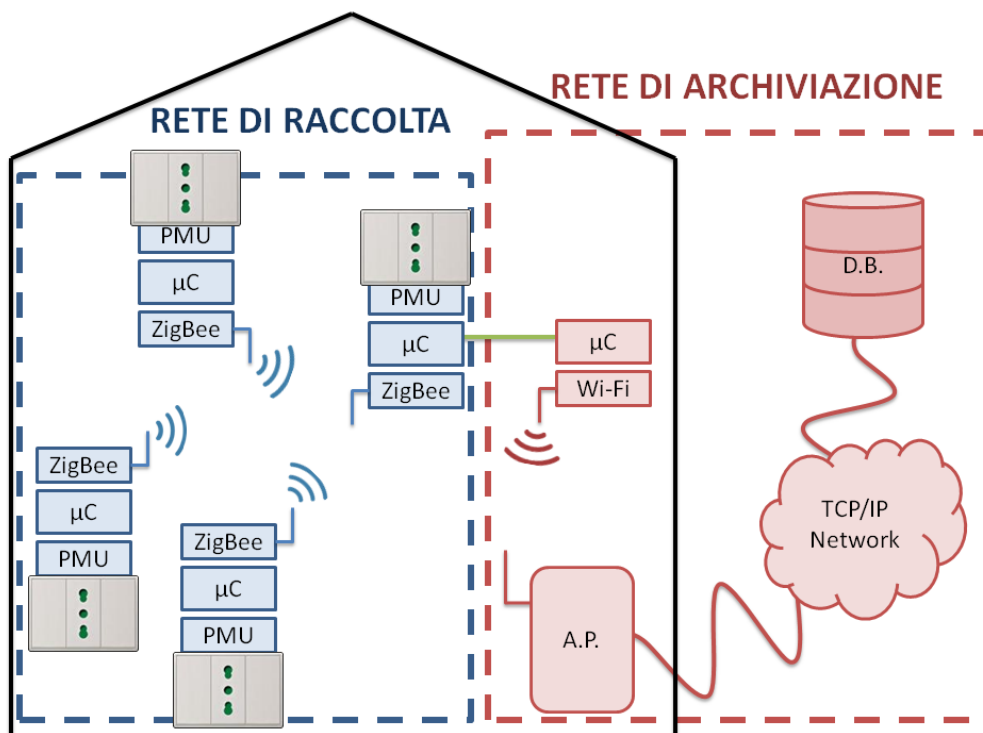 RETE DI ARCHIVIAZIONE
RETE DI RACCOLTA
PMU
µC
ZigBee
PMU
µC
ZigBee
µC
Wi-Fi
D.B.
ZigBee
µC
PMU
ZigBee
µC
PMU
A.P.
TCP/IP
Network